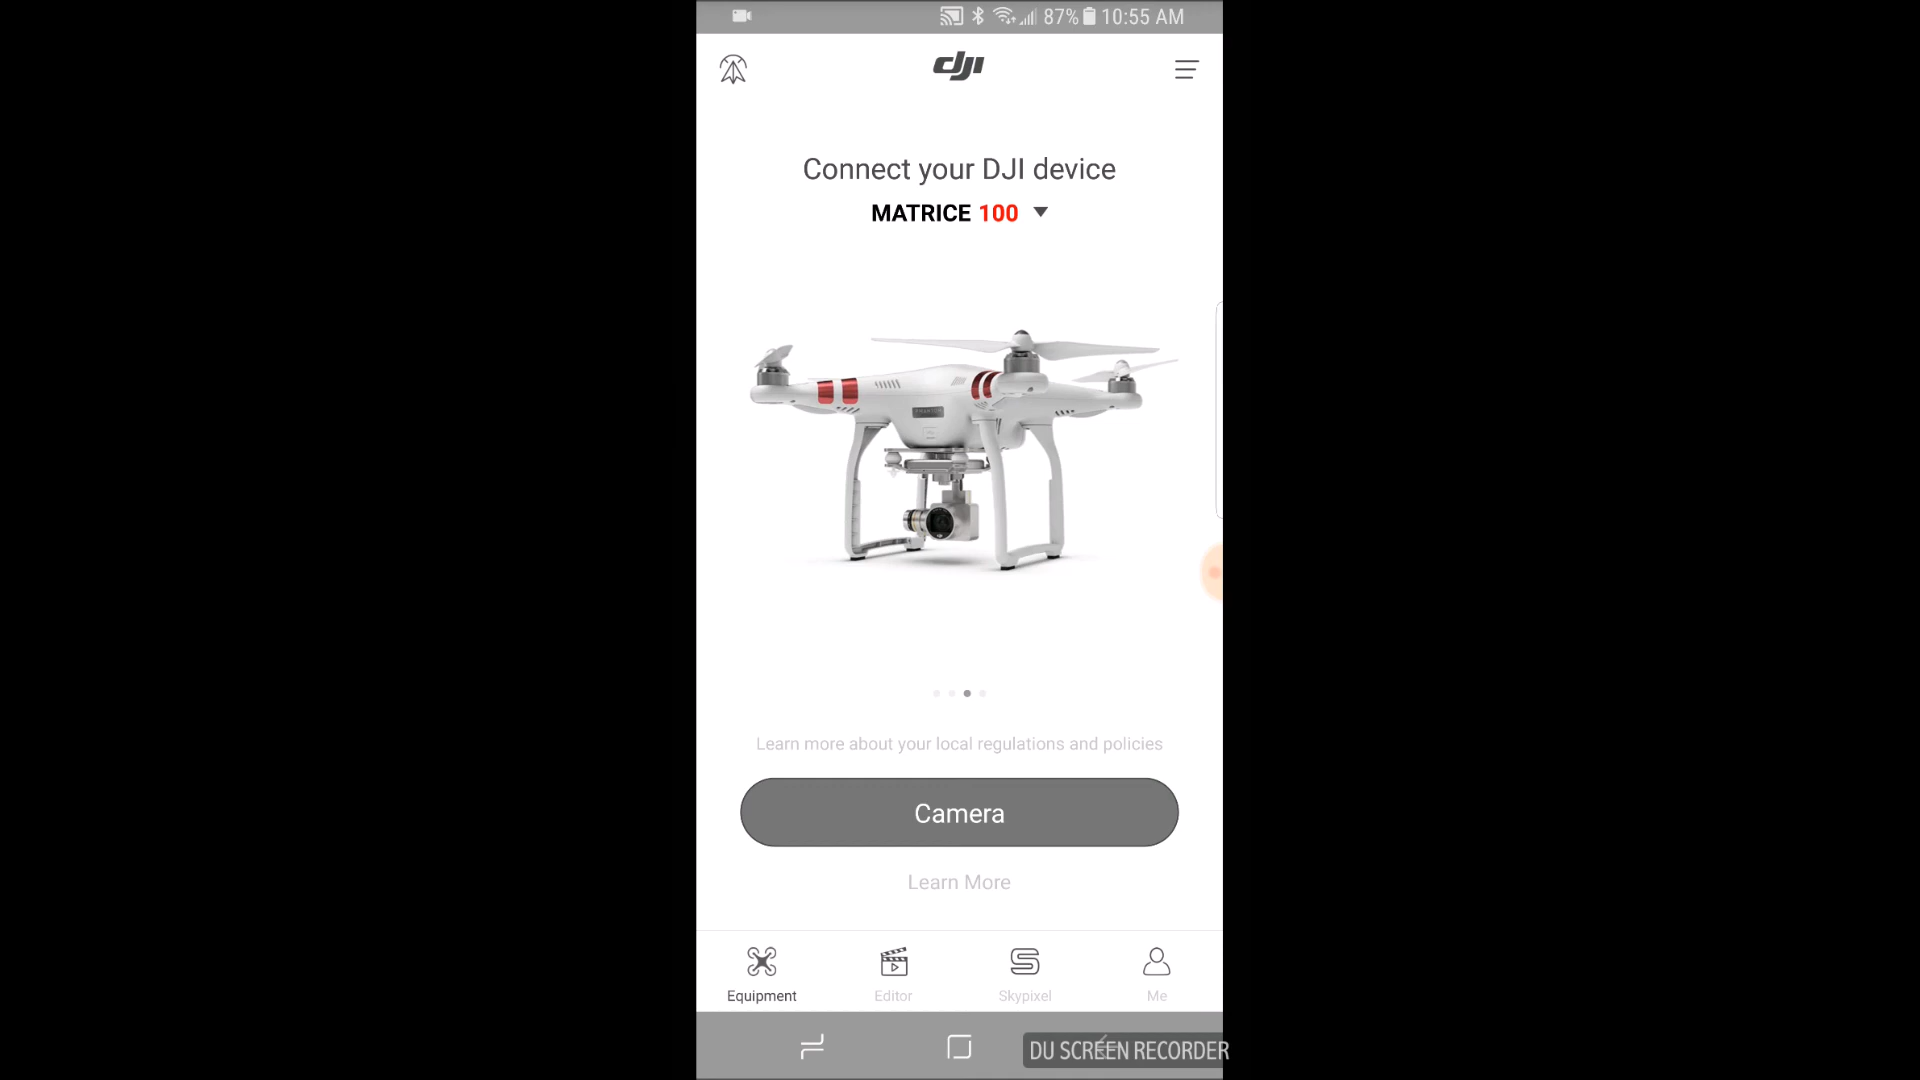 87% 10:55 AM
dji
Connect your DJI device
MATRICE 100
PHANTOM
Learn more about your local regulations and policies
Camera
Learn More
Equipment Editor Skypixel Me
DU SCREEN RECORDER